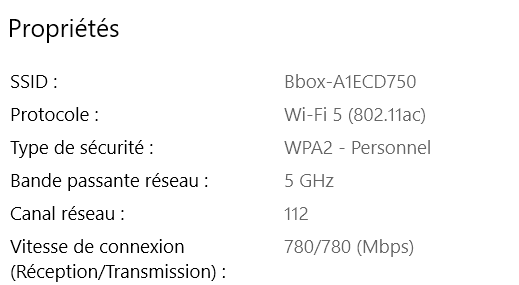 Propriétés
SSID : Bbox-A1ECD750
Protocole : Wi-Fi 5 (802.11ac)
Type de sécurité : WPA2 - Personnel
Bande passante réseau : 5 GHz
Canal réseau : 112
Vitesse de connexion 780/780 (Mbps)
(Réception/Transmission) :